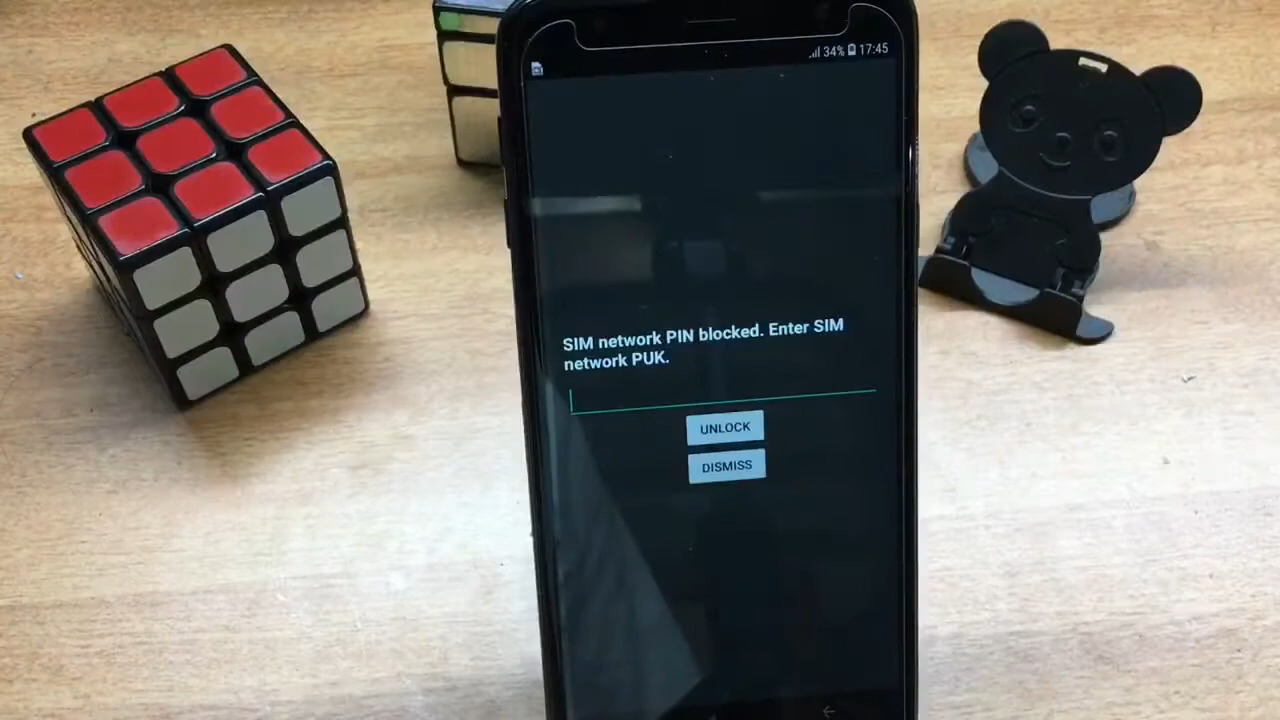 34% 17:45
SIM network PIN blocked. Enter SIM
network PUK.
UNLOCK
DISMISS